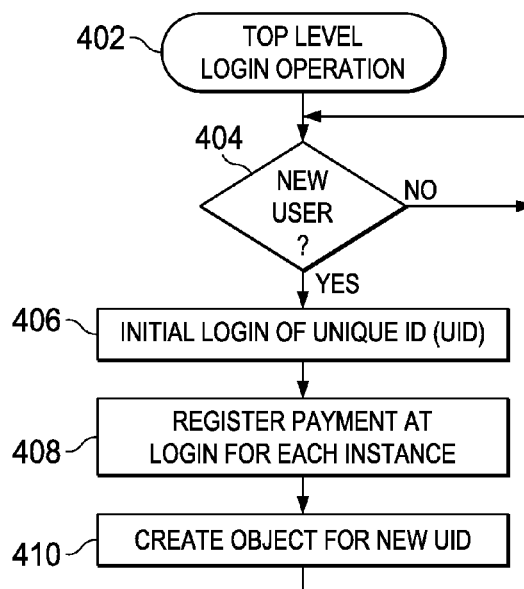 402
TOP LEVEL
LOGIN OPERATION
404
NEW
USER
?
NO
YES
406
INITIAL LOGIN OF UNIQUE ID (UID)
408
REGISTER PAYMENT AT
LOGIN FOR EACH INSTANCE
410
CREATE OBJECT FOR NEW UID